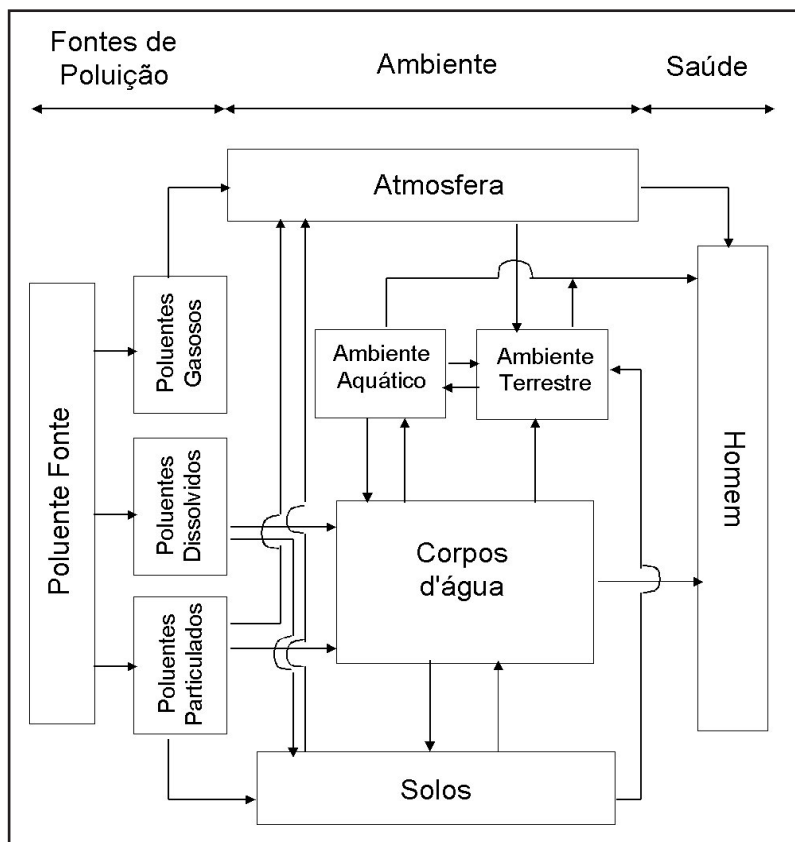 Fontes de
Poluição
Ambiente
Saúde
Atmosfera
Poluente Fonte
Poluentes
Gasosos
Ambiente
Aquático
Ambiente
Terrestre
Homem
Poluentes
Dissolvidos
Corpos
d'água
Poluentes
Particulados
Solos